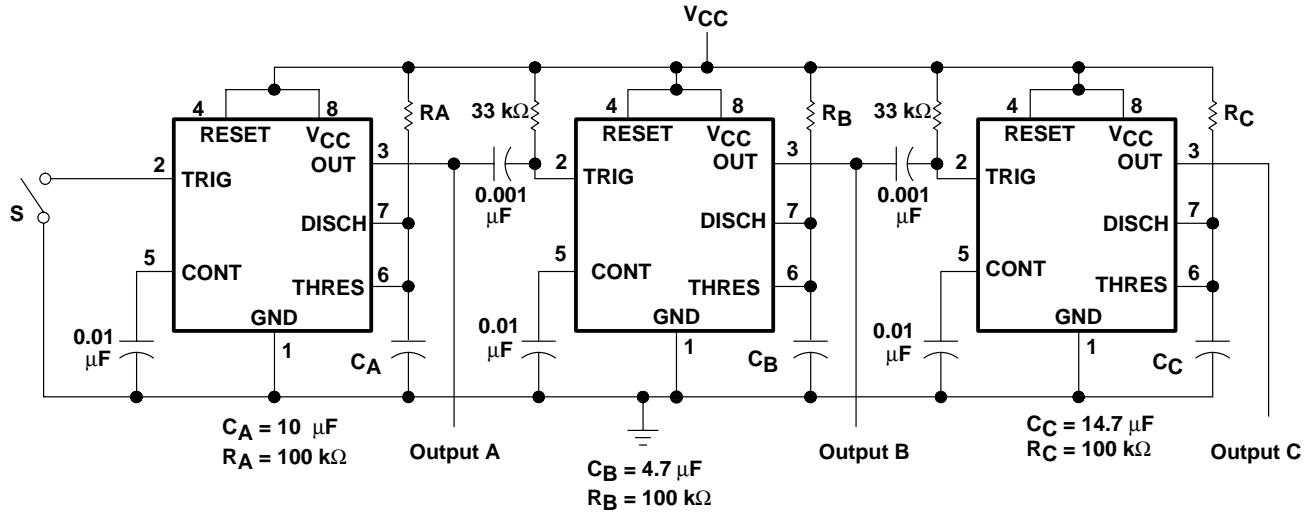 VCC
4
8
RESET
VCC
2
TRIG
OUT
3
DISCH
7
5
CONT
THRES
6
GND
1
S
0.01
µF
RA
CA
33 kΩ
0.001
µF
CA = 10 µF
RA = 100 kΩ
Output A
4
8
RESET
VCC
2
TRIG
OUT
3
DISCH
7
5
CONT
THRES
6
GND
1
0.01
µF
RB
CB
33 kΩ
0.001
µF
CB = 4.7 µF
RB = 100 kΩ
Output B
4
8
RESET
VCC
2
TRIG
OUT
3
DISCH
7
5
CONT
THRES
6
GND
1
0.01
µF
RC
CC
CC = 14.7 µF
RC = 100 kΩ
Output C